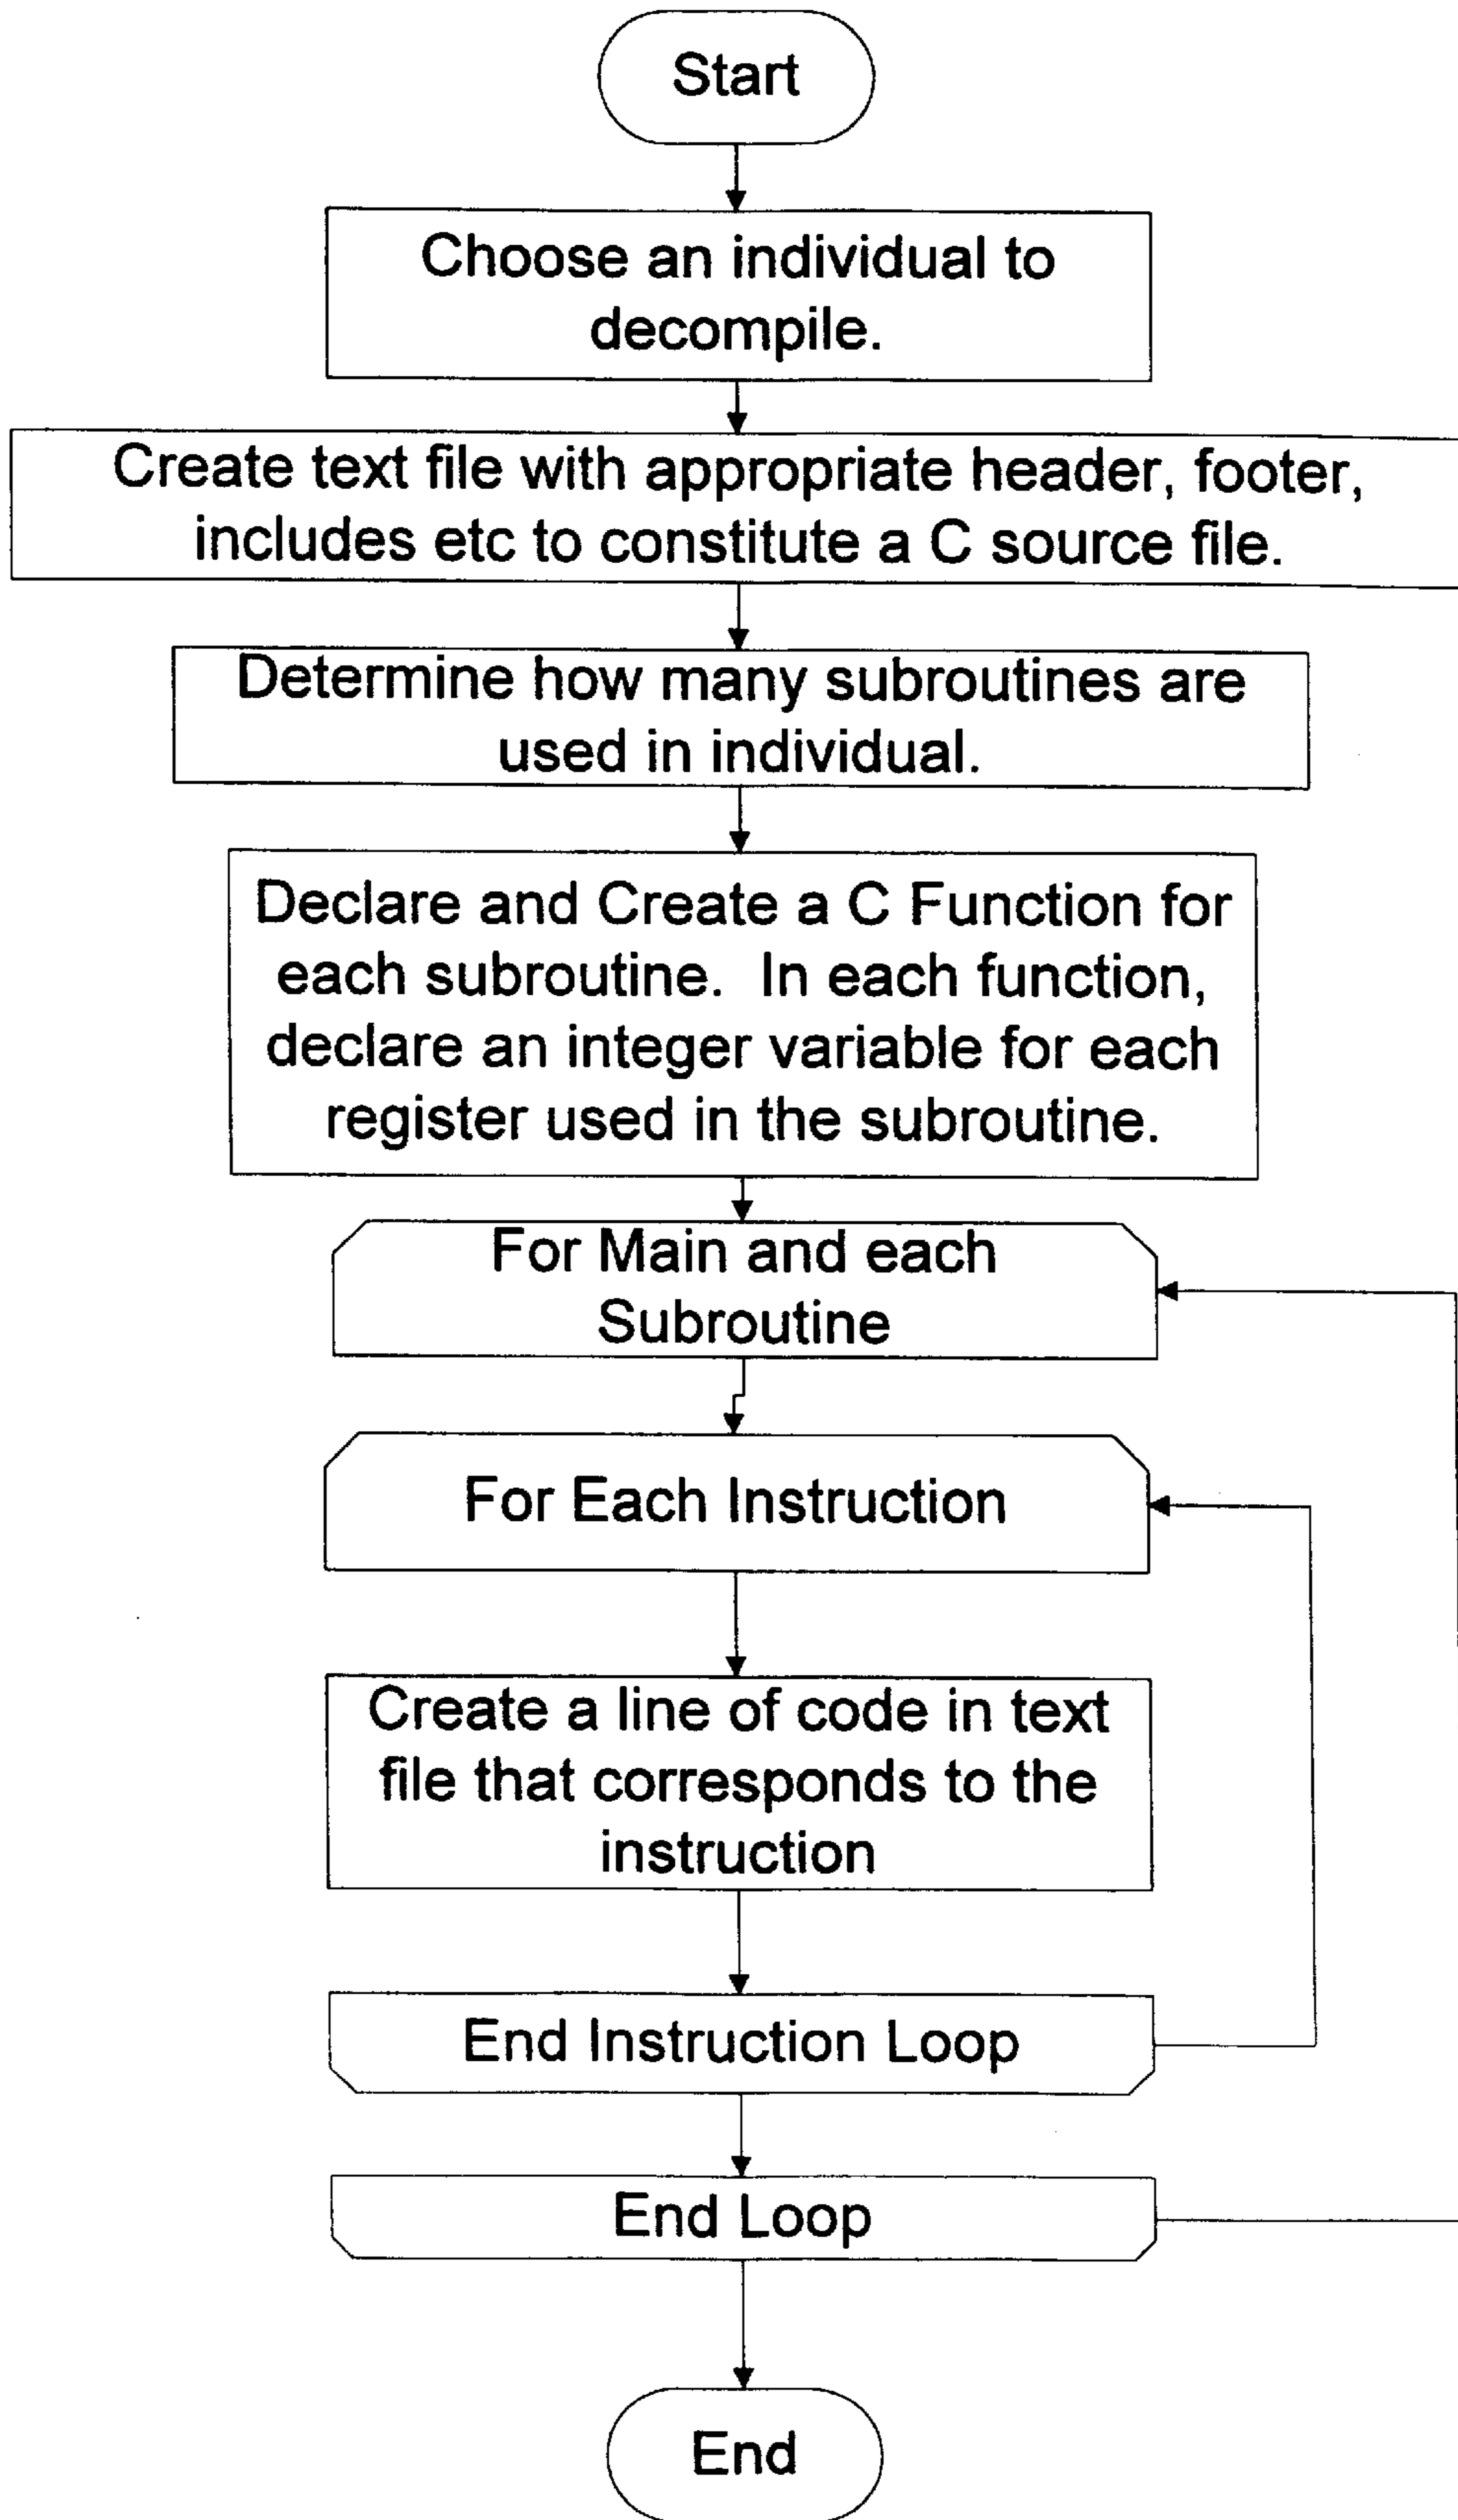 Start
Choose an individual to
decompile.
Create text file with appropriate header, footer,
includes etc to constitute a C source file.
Determine how many subroutines are
used in individual.
Declare and Create a C Function for
each subroutine.  In each function,
declare an integer variable for each
register used in the subroutine.
For Main and each
Subroutine
For Each Instruction
Create a line of code in text
file that corresponds to the
instruction
End Instruction Loop
End Loop
End